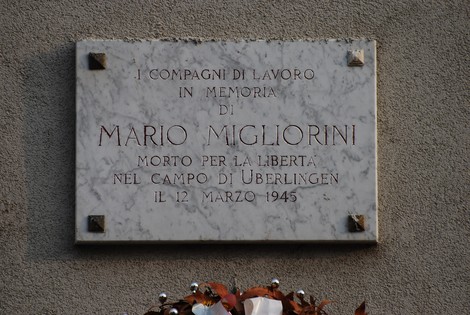 I COMPAGNI DI LAVORO
IN MEMORIA
DI
MARIO MIGLIORINI
MORTO PER LA LIBERTÀ
NEL CAMPO DI ÜBERLINGEN
IL 12 MARZO 1945